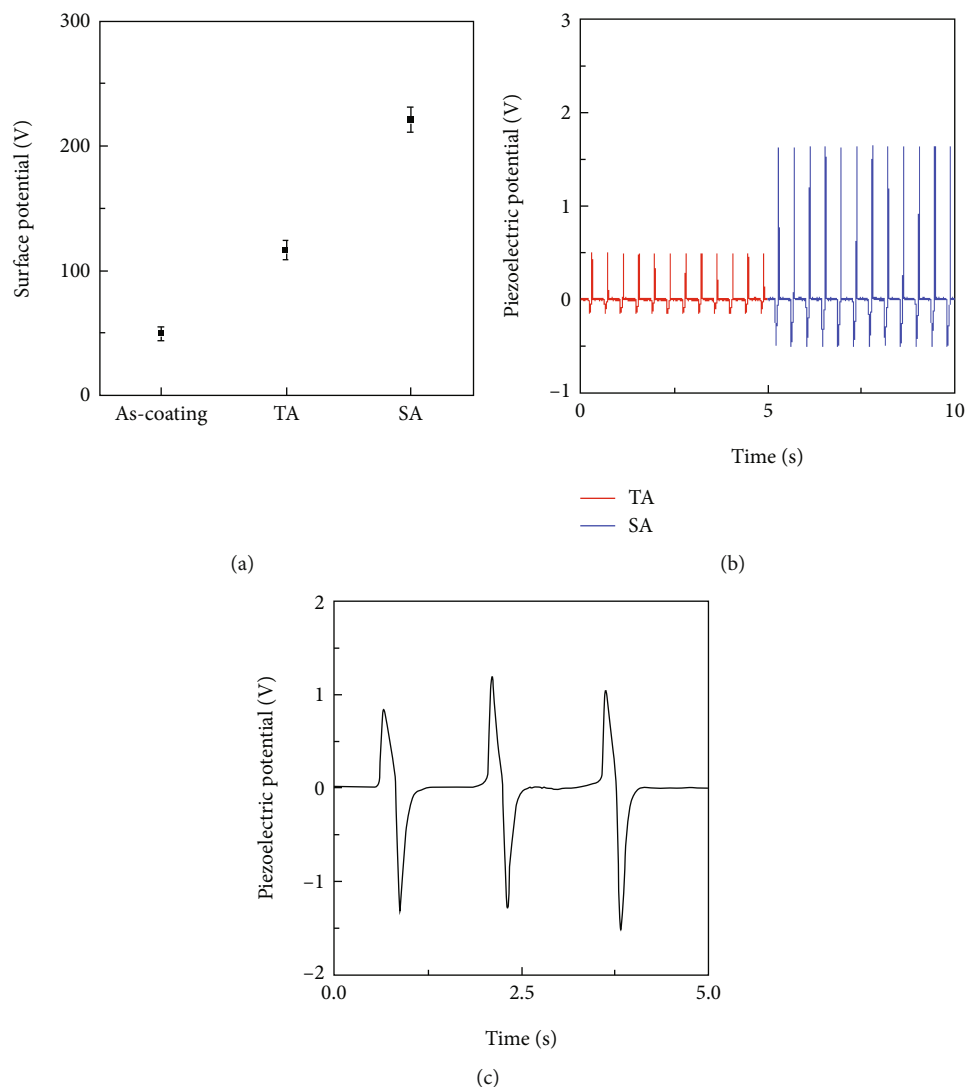 300
200
100
0
Surface potential (V)
As-coating TA SA
(a)
3
2
1
0
–1
Piezoelectric potential (V)
0 5 10
Time (s)
TA
SA
(b)
2
1
0
–1
–2
Piezoelectric potential (V)
0.0 2.5 5.0
Time (s)
(c)